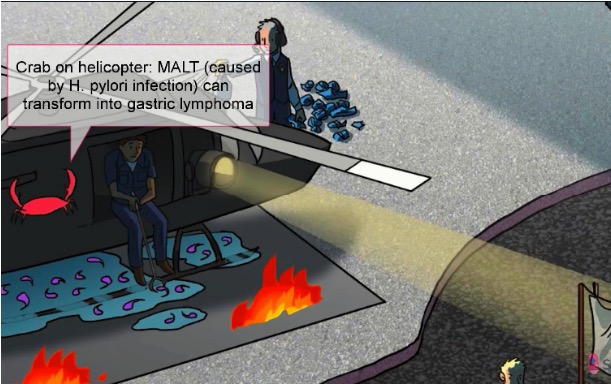 Crab on helicopter: MALT (caused
by H. pylori infection) can
transform into gastric lymphoma